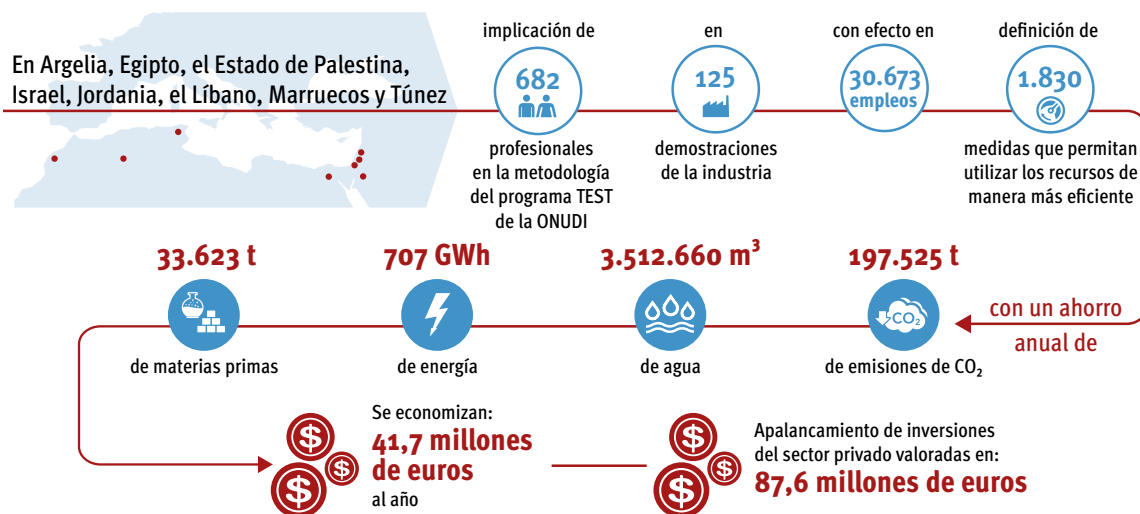 En Argelia, Egipto, el Estado de Palestina,
Israel, Jordania, el Líbano, Marruecos y Túnez
implicación de
682
profesionales
en la metodología
del programa TEST
de la ONUDI
en
125
demostraciones
de la industria
con efecto en
30.673
empleos
definición de
1.830
medidas que permitan
utilizar los recursos de
manera más eficiente
con un ahorro
anual de
197.525 t
CO₂
de emisiones de CO₂
3.512.660 m³
de agua
707 GWh
de energía
33.623 t
de materias primas
$
$
$
Se economizan:
41,7 millones
de euros
al año
$
$
$
Apalancamiento de inversiones
del sector privado valoradas en:
87,6 millones de euros